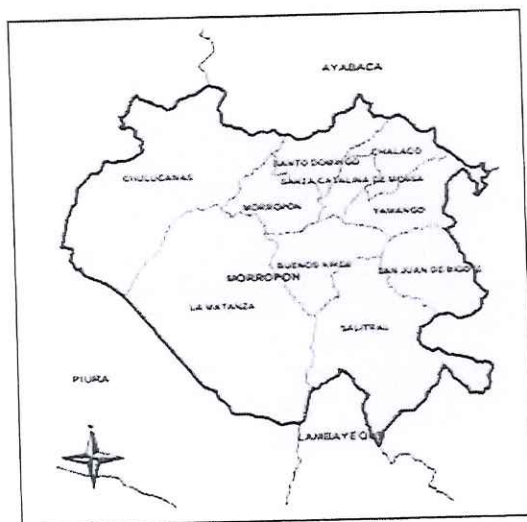 AYABACA
CHALACO
SANTO DOMINGO
CHULUCANAS
SANTA CATALINA DE MOSSA
MORROPON
YAMANGO
BUENOS AIRES
SAN JUAN DE BIGOTE
MORROPON
LA MATANZA
SALITRAL
PIURA
LAMBAYEQUE